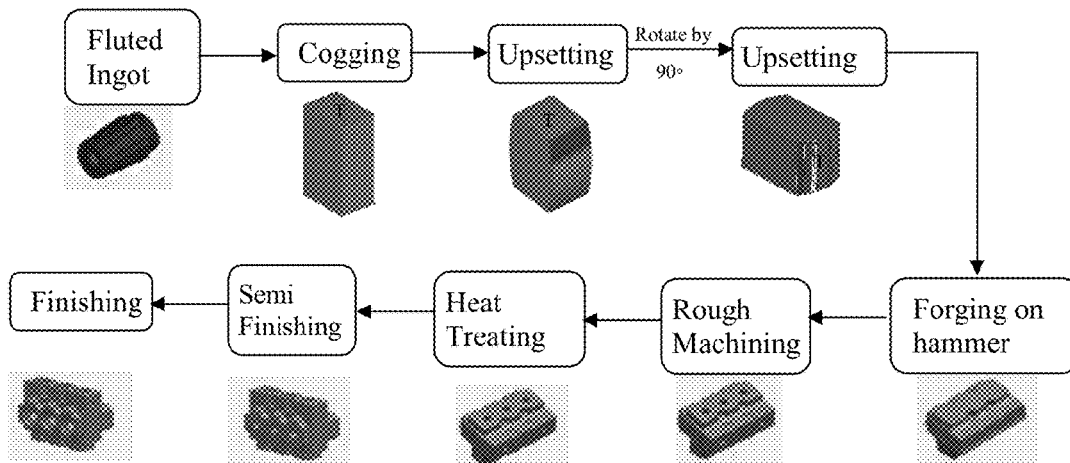 Fluted
Ingot
Cogging
Upsetting
Rotate by
90°
Upsetting
Finishing
Semi
Finishing
Heat
Treating
Rough
Machining
Forging on
hammer